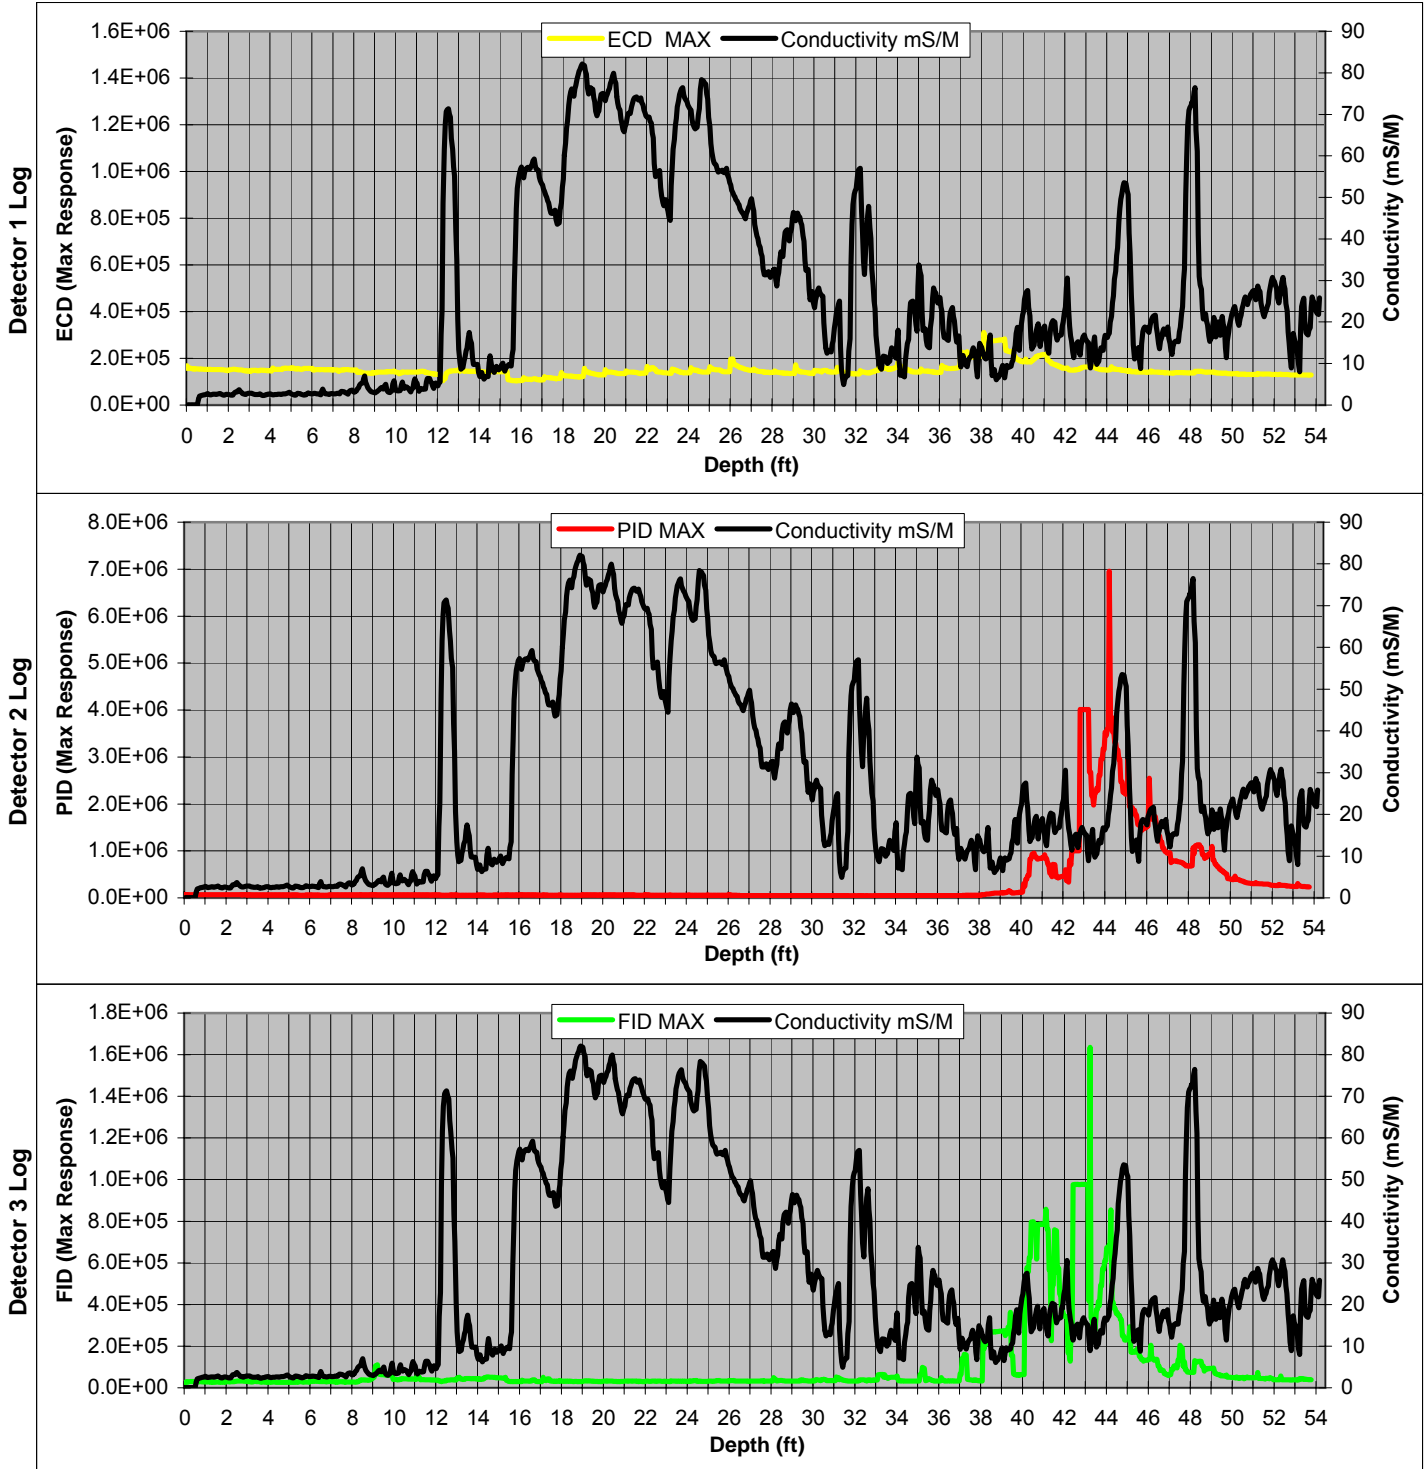 Detector 1 Log
ECD (Max Response)
1.6E+06
1.4E+06
1.2E+06
1.0E+06
8.0E+05
6.0E+05
4.0E+05
2.0E+05
0.0E+00
ECD MAX Conductivity mS/M
90
80
70
60
50
40
30
20
10
0
Conductivity (mS/M)
0 2 4 6 8 10 12 14 16 18 20 22 24 26 28 30 32 34 36 38 40 42 44 46 48 50 52 54
Depth (ft)
Detector 2 Log
PID (Max Response)
8.0E+06
7.0E+06
6.0E+06
5.0E+06
4.0E+06
3.0E+06
2.0E+06
1.0E+06
0.0E+00
PID MAX Conductivity mS/M
90
80
70
60
50
40
30
20
10
0
Conductivity (mS/M)
0 2 4 6 8 10 12 14 16 18 20 22 24 26 28 30 32 34 36 38 40 42 44 46 48 50 52 54
Depth (ft)
Detector 3 Log
FID (Max Response)
1.8E+06
1.6E+06
1.4E+06
1.2E+06
1.0E+06
8.0E+05
6.0E+05
4.0E+05
2.0E+05
0.0E+00
FID MAX Conductivity mS/M
90
80
70
60
50
40
30
20
10
0
Conductivity (mS/M)
0 2 4 6 8 10 12 14 16 18 20 22 24 26 28 30 32 34 36 38 40 42 44 46 48 50 52 54
Depth (ft)